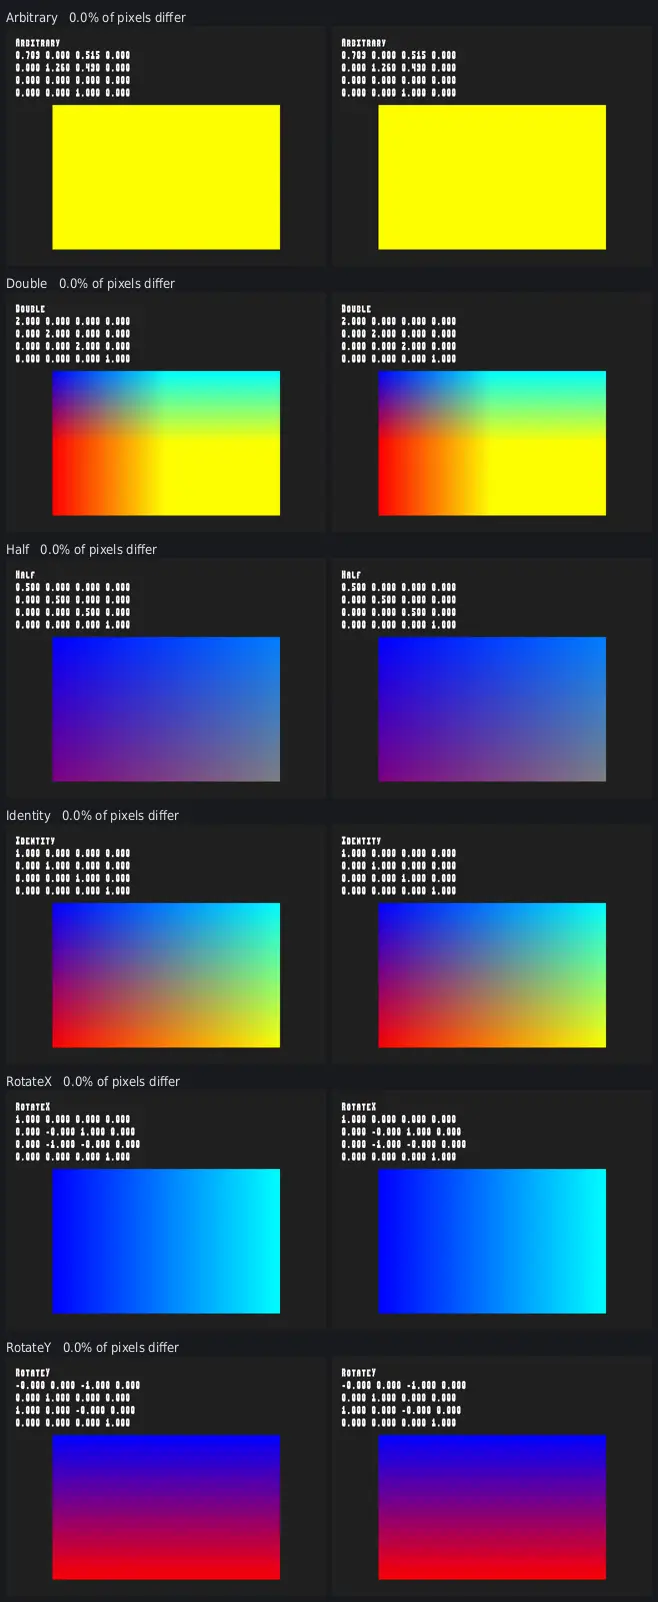 Arbitrary 0.0% of pixels differ
Arbitrary
Arbitrary
0.703 0.000 0.515 0.000
0.703 0.000 0.515 0.000
0.000 1.260 0.430 0.000
0.000 1.260 0.430 0.000
0.000 0.000 0.000 0.000
0.000 0.000 0.000 0.000
0.000 0.000 1.000 0.000
0.000 0.000 1.000 0.000
Double 0.0% of pixels differ
Double
Double
2.000 0.000 0.000 0.000
2.000 0.000 0.000 0.000
0.000 2.000 0.000 0.000
0.000 2.000 0.000 0.000
0.000 0.000 2.000 0.000
0.000 0.000 2.000 0.000
0.000 0.000 0.000 1.000
0.000 0.000 0.000 1.000
Half 0.0% of pixels differ
Half
Half
0.500 0.000 0.000 0.000
0.500 0.000 0.000 0.000
0.000 0.500 0.000 0.000
0.000 0.500 0.000 0.000
0.000 0.000 0.500 0.000
0.000 0.000 0.500 0.000
0.000 0.000 0.000 1.000
0.000 0.000 0.000 1.000
Identity 0.0% of pixels differ
Identity
Identity
1.000 0.000 0.000 0.000
1.000 0.000 0.000 0.000
0.000 1.000 0.000 0.000
0.000 1.000 0.000 0.000
0.000 0.000 1.000 0.000
0.000 0.000 1.000 0.000
0.000 0.000 0.000 1.000
0.000 0.000 0.000 1.000
RotateX 0.0% of pixels differ
RotateX
RotateX
1.000 0.000 0.000 0.000
1.000 0.000 0.000 0.000
0.000 -0.000 1.000 0.000
0.000 -0.000 1.000 0.000
0.000 -1.000 -0.000 0.000
0.000 -1.000 -0.000 0.000
0.000 0.000 0.000 1.000
0.000 0.000 0.000 1.000
RotateY 0.0% of pixels differ
RotateY
RotateY
-0.000 0.000 -1.000 0.000
-0.000 0.000 -1.000 0.000
0.000 1.000 0.000 0.000
0.000 1.000 0.000 0.000
1.000 0.000 -0.000 0.000
1.000 0.000 -0.000 0.000
0.000 0.000 0.000 1.000
0.000 0.000 0.000 1.000